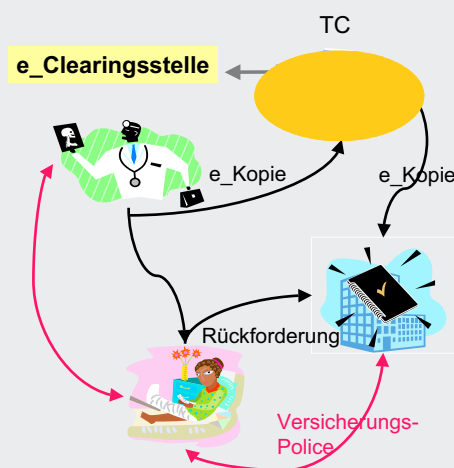 TC
e_Clearingsstelle
e_Kopie
e_Kopie
Rückforderung
Versicherungs-
Police